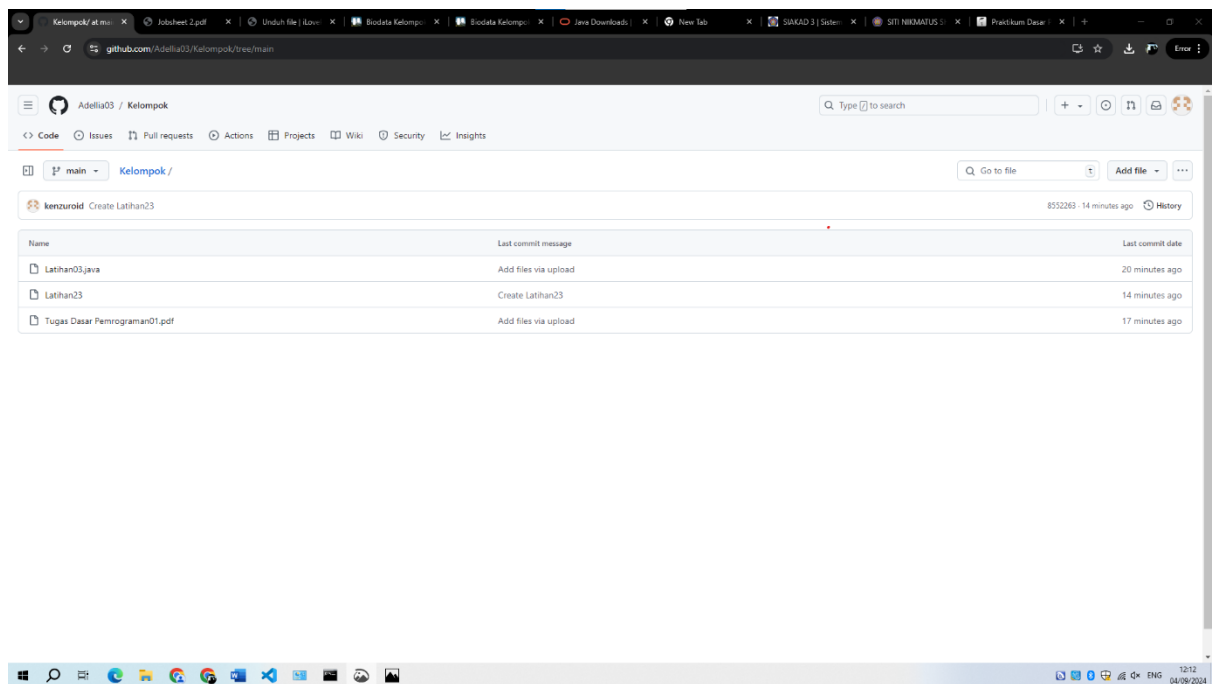 Kelompok/ at mai
Jobsheet 2.pdf
Unduh file | iLove
Biodata Kelompo
Biodata Kelompo
Java Downloads |
New Tab
SIAKAD 3 | Sistem
SITI NIKMATUS S
Praktikum Dasar
github.com/Adellia03/Kelompok/tree/main
Error
Adellia03 / Kelompok
Type / to search
Code Issues Pull requests Actions Projects Wiki Security Insights
main
Kelompok /
Go to file
t
Add file
kenzuroid Create Latihan23
8552263 · 14 minutes ago History
Name Last commit message Last commit date
Latihan03.java Add files via upload 20 minutes ago
Latihan23 Create Latihan23 14 minutes ago
Tugas Dasar Pemrograman01.pdf Add files via upload 17 minutes ago
ENG
12:12
04/09/2024